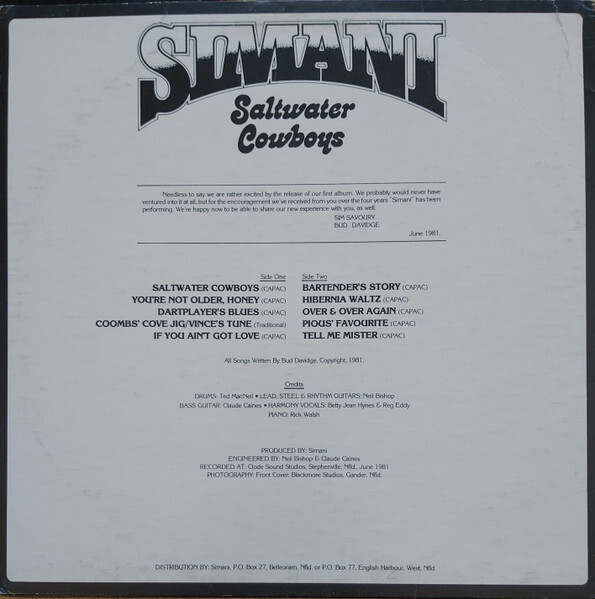 SIMANI
Saltwater
Cowboys
Needless to say we are rather excited by the release of our first album. We probably would never have
ventured into it at all, but for the encouragement we've received from you over the four years "Simani" has been
performing. We're happy now to be able to share our new experience with you, as well.
SIM SAVOURY
BUD DAVIDGE
June 1981.
Side One
SALTWATER COWBOYS (CAPAC)
YOU'RE NOT OLDER, HONEY (CAPAC)
DARTPLAYER'S BLUES (CAPAC)
COOMBS' COVE JIG/VINCE'S TUNE (Traditional)
IF YOU AIN'T GOT LOVE (CAPAC)
Side Two
BARTENDER'S STORY (CAPAC)
HIBERNIA WALTZ (CAPAC)
OVER & OVER AGAIN (CAPAC)
PIOUS' FAVOURITE (CAPAC)
TELL ME MISTER (CAPAC)
All Songs Written By Bud Davidge, Copyright, 1981.
Credits
DRUMS: Ted MacNeil • LEAD, STEEL & RHYTHM GUITARS: Neil Bishop
BASS GUITAR: Claude Caines • HARMONY VOCALS: Betty Jean Hynes & Reg Eddy
PIANO: Rick Walsh
PRODUCED BY: Simani
ENGINEERED BY: Neil Bishop & Claude Caines
RECORDED AT: Clode Sound Studios, Stephenville, Nfld., June 1981
PHOTOGRAPHY: Front Cover: Blackmore Studios, Gander, Nfld.
DISTRIBUTION BY: Simani, P.O. Box 27, Belleoram, Nfld. or P.O. Box 77, English Harbour, West, Nfld.